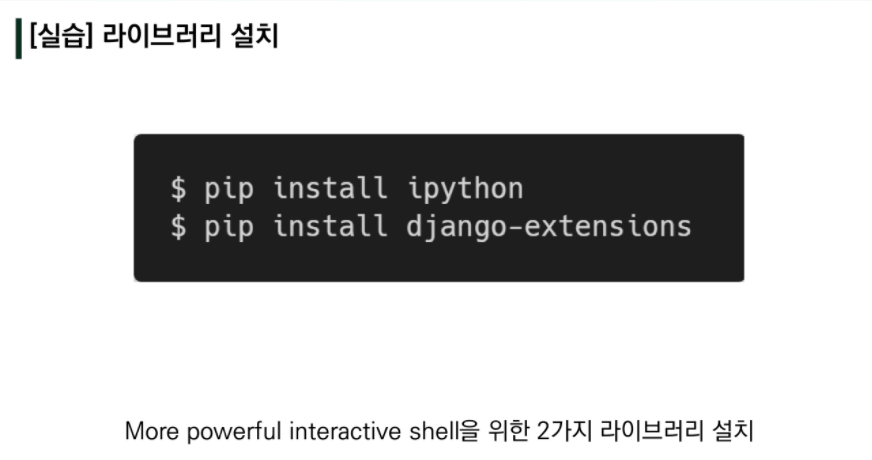 [실습] 라이브러리 설치
$ pip install ipython
$ pip install django-extensions
More powerful interactive shell을 위한 2가지 라이브러리 설치